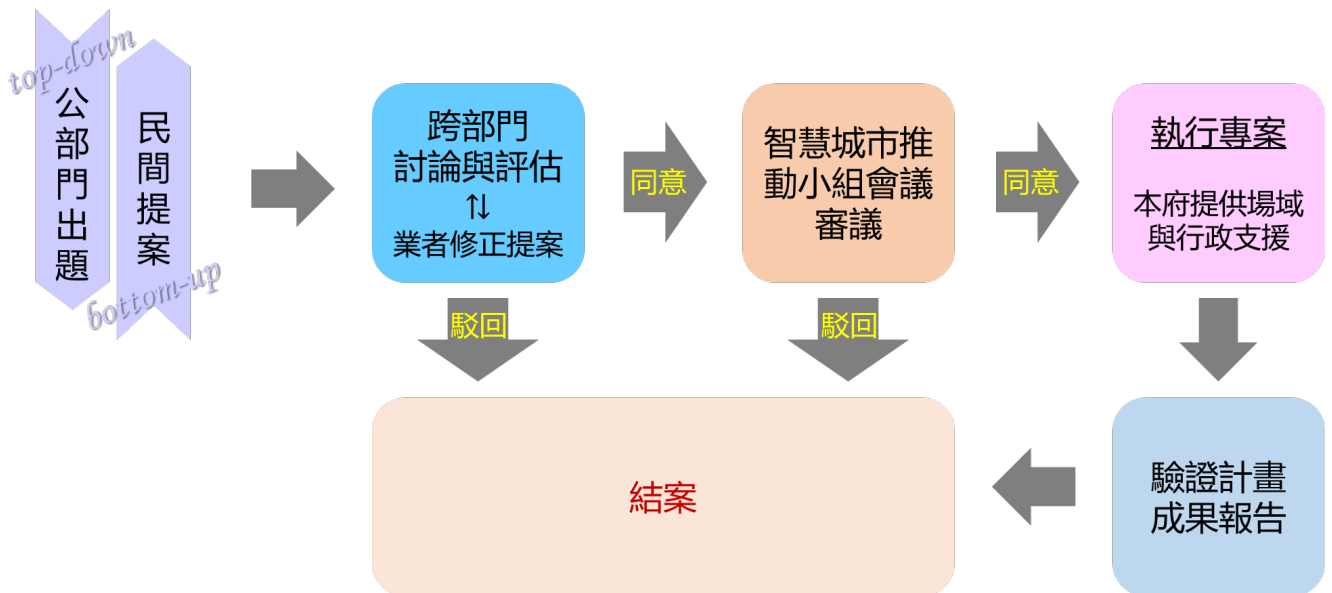 top-down
公部門出題
民間提案
bottom-up
跨部門
討論與評估
⇅
業者修正提案
同意
智慧城市推
動小組會議
審議
同意
執行專案
本府提供場域
與行政支援
駁回
駁回
結案
驗證計畫
成果報告